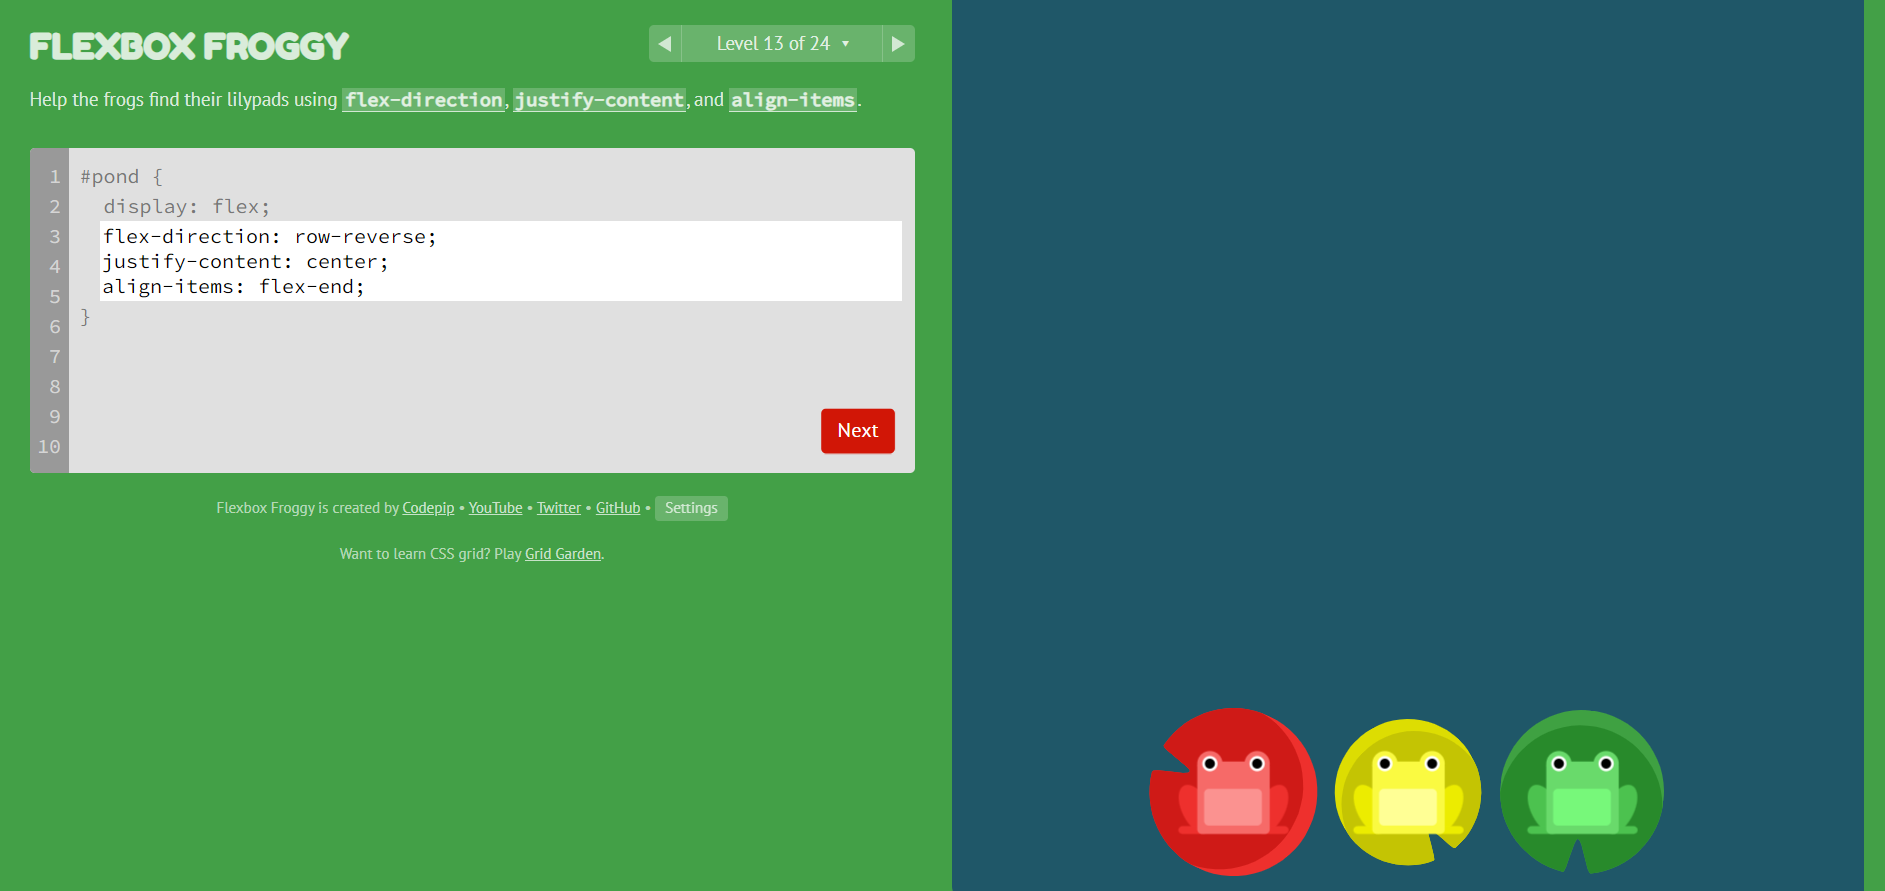 FLEXBOX FROGGY
◀ Level 13 of 24 ▼ ▶
Help the frogs find their lilypads using flex-direction, justify-content, and align-items.
1 #pond {
2 display: flex;
3 flex-direction: row-reverse;
4 justify-content: center;
5 align-items: flex-end;
6 }
7
8
9
10
Next
Flexbox Froggy is created by Codepip • YouTube • Twitter • GitHub • Settings
Want to learn CSS grid? Play Grid Garden.